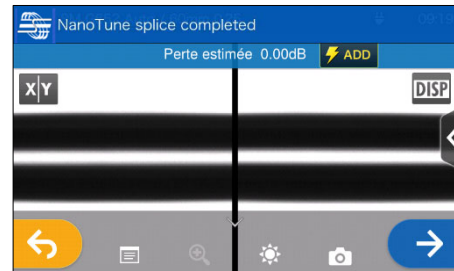 NanoTune splice completed
Perte estimée 0.00dB ADD
X Y DISP